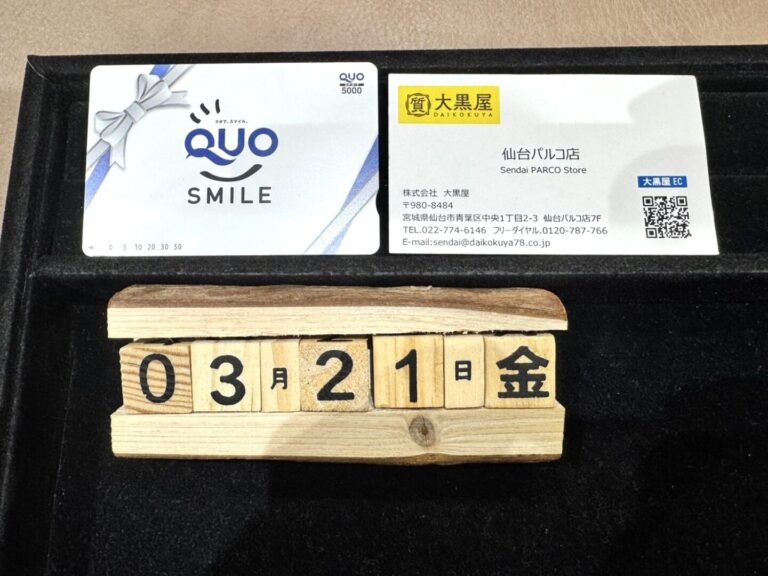 QUO
5000
クオで、スマイル。
QUO
SMILE
0 5 10 20 30 50
質 大黒屋
DAIKOKUYA
仙台パルコ店
Sendai PARCO Store
大黒屋 EC
株式会社 大黒屋
〒980-8484
宮城県仙台市青葉区中央1丁目2-3 仙台パルコ店7F
TEL.022-774-6146 フリーダイヤル.0120-787-766
E-mail:sendai@daikokuya78.co.jp
03月21日金